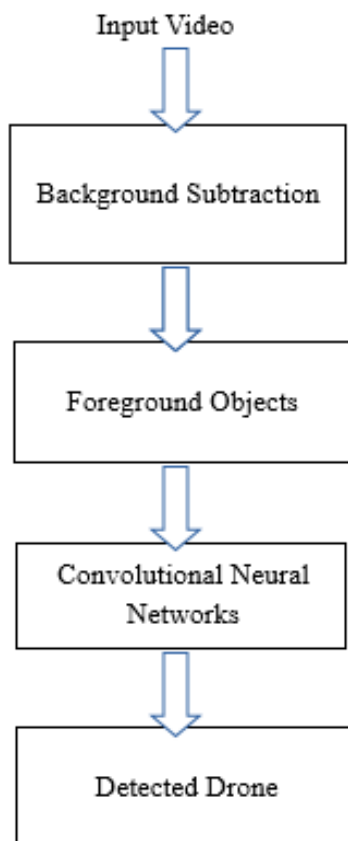 Input Video
Background Subtraction
Foreground Objects
Convolutional Neural
Networks
Detected Drone